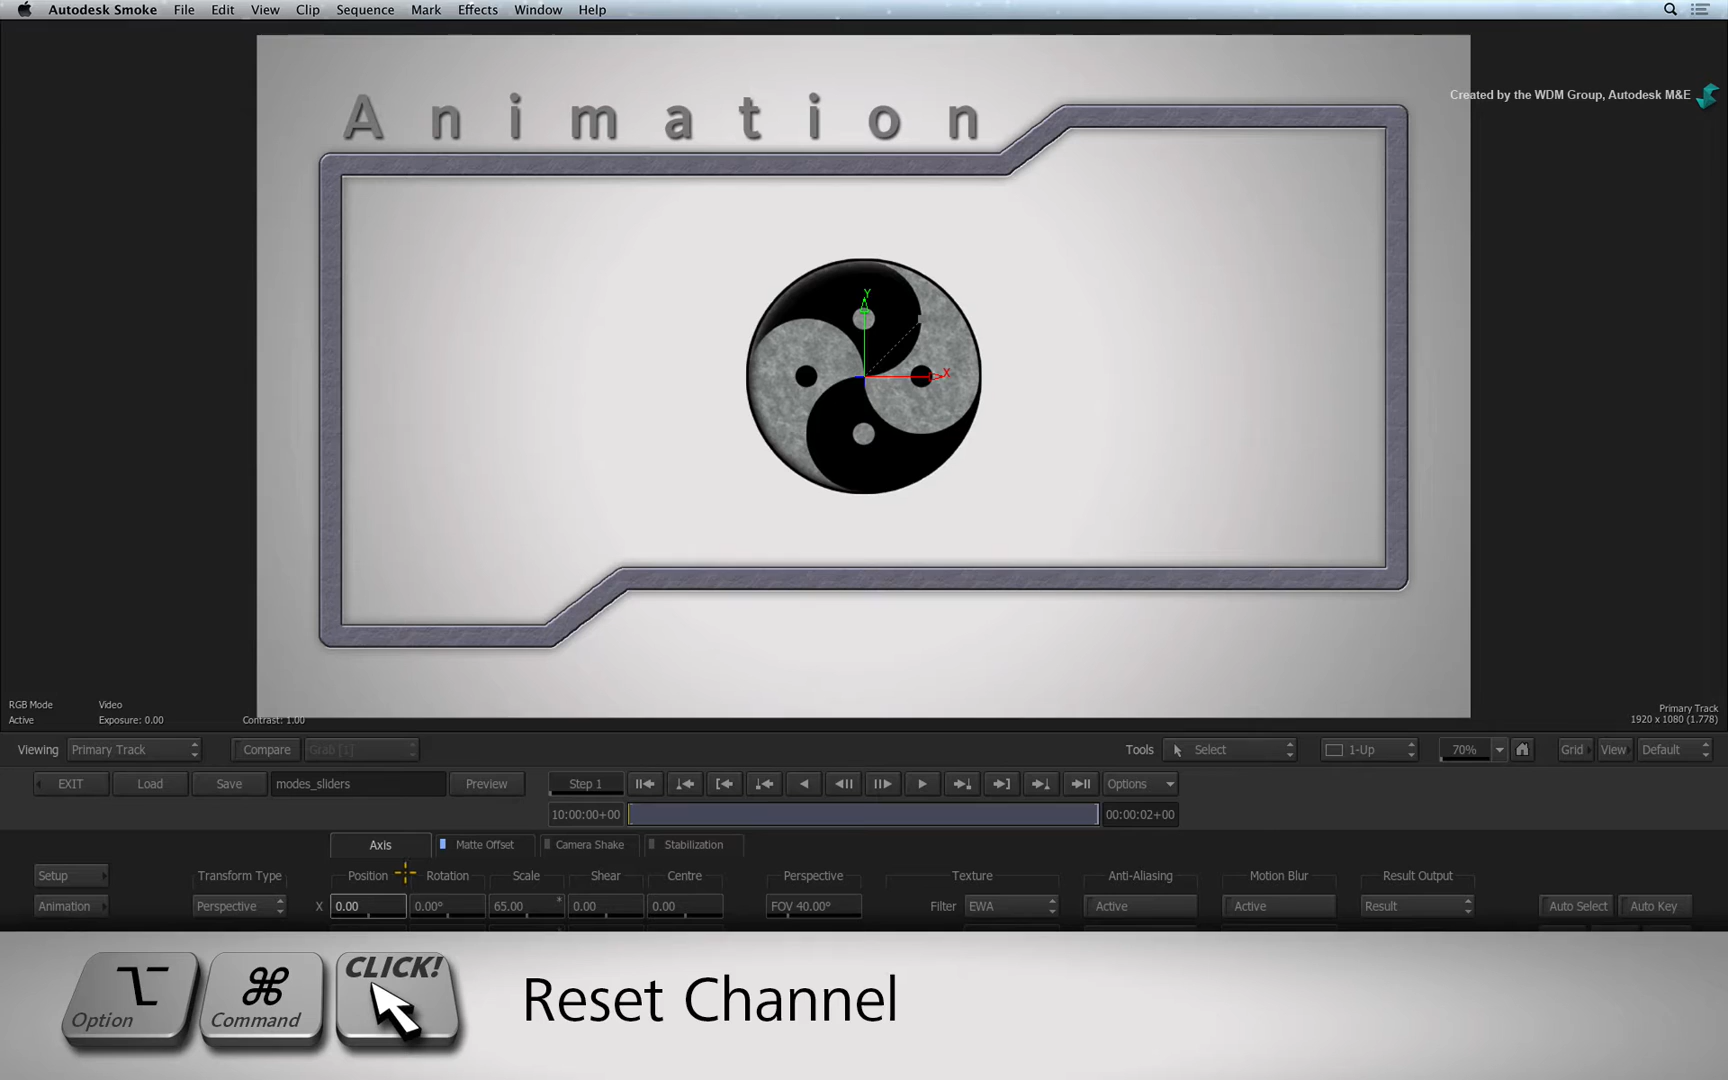 Autodesk Smoke File Edit View Clip Sequence Mark Effects Window Help
Created by the WDM Group, Autodesk M&E
Animation
Y
X
RGB Mode Video
Active Exposure: 0.00 Contrast: 1.00
Primary Track
1920 x 1080 (1.778)
Viewing Primary Track Compare Grab [1] Tools Select 1-Up 70% Grid View Default
EXIT Load Save modes_sliders Preview Step 1 Options
10:00:00+00 00:00:02+00
Axis Matte Offset Camera Shake Stabilization
Setup Transform Type Position Rotation Scale Shear Centre Perspective Texture Anti-Aliasing Motion Blur Result Output
Animation Perspective X 0.00 0.00° 65.00 0.00 0.00 FOV 40.00° Filter EWA Active Active Result Auto Select Auto Key
Option Command CLICK! Reset Channel